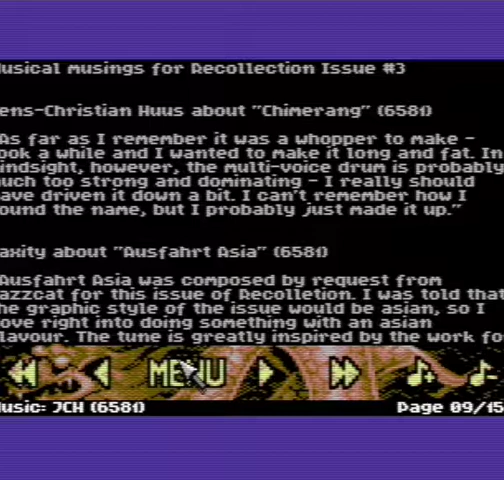 usical musings for Recollection Issue #3
ens-Christian Huus about "Chimerang" (6581)
As far as I remember it was a whopper to make -
ook a while and I wanted to make it long and fat. In
indsight, however, the multi-voice drum is probably
uch too strong and dominating - I really should
ave driven it down a bit. I can't remember how I
ound the name, but I probably just made it up."
axity about "Ausfahrt Asia" (6581)
Ausfahrt Asia was composed by request from
azzcat for this issue of Recolletion. I was told that
he graphic style of the issue would be asian, so I
ove right into doing something with an asian
lavour. The tune is greatly inspired by the work fo
MENU
usic: JCH (6581)
Page 09/15